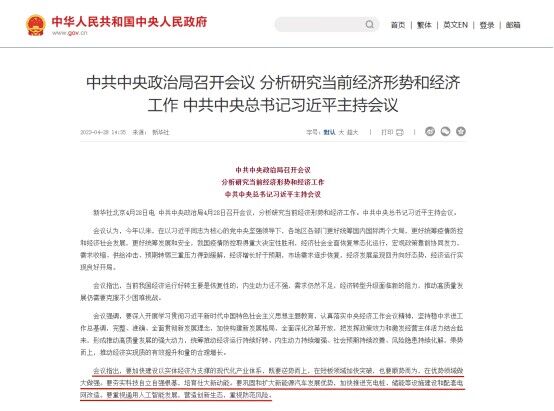 中华人民共和国中央人民政府
www.gov.cn
首页 | 繁体 | 英文EN | 登录 | 邮箱
中共中央政治局召开会议 分析研究当前经济形势和经济
工作 中共中央总书记习近平主持会议
2023-04-28 14:35 来源： 新华社
字号：默认 大 超大 | 打印
中共中央政治局召开会议
分析研究当前经济形势和经济工作
中共中央总书记习近平主持会议
新华社北京4月28日电 中共中央政治局4月28日召开会议，分析研究当前经济形势和经济工作。中共中央总书记习近平主持会议。
会议认为，今年以来，在以习近平同志为核心的党中央坚强领导下，各地区各部门更好统筹国内国际两个大局，更好统筹疫情防控
和经济社会发展，更好统筹发展和安全，我国疫情防控取得重大决定性胜利，经济社会全面恢复常态化运行，宏观政策靠前协同发力，
需求收缩、供给冲击、预期转弱三重压力得到缓解，经济增长好于预期，市场需求逐步恢复，经济发展呈现回升向好态势，经济运行实
现良好开局。
会议指出，当前我国经济运行好转主要是恢复性的，内生动力还不强，需求仍然不足，经济转型升级面临新的阻力，推动高质量发
展仍需要克服不少困难挑战。
会议强调，要深入开展学习贯彻习近平新时代中国特色社会主义思想主题教育，认真落实中央经济工作会议精神，坚持稳中求进工
作总基调，完整、准确、全面贯彻新发展理念，加快构建新发展格局，全面深化改革开放，把发挥政策效力和激发经营主体活力结合起
来，形成推动高质量发展的强大动力，统筹推动经济运行持续好转、内生动力持续增强、社会预期持续改善、风险隐患持续化解，乘势
而上，推动经济实现质的有效提升和量的合理增长。
会议指出，要加快建设以实体经济为支撑的现代化产业体系，既要逆势而上，在短板领域加快突破，也要顺势而为，在优势领域做
大做强。要夯实科技自立自强根基，培育壮大新动能。要巩固和扩大新能源汽车发展优势，加快推进充电桩、储能等设施建设和配套电
网改造。要重视通用人工智能发展，营造创新生态，重视防范风险。